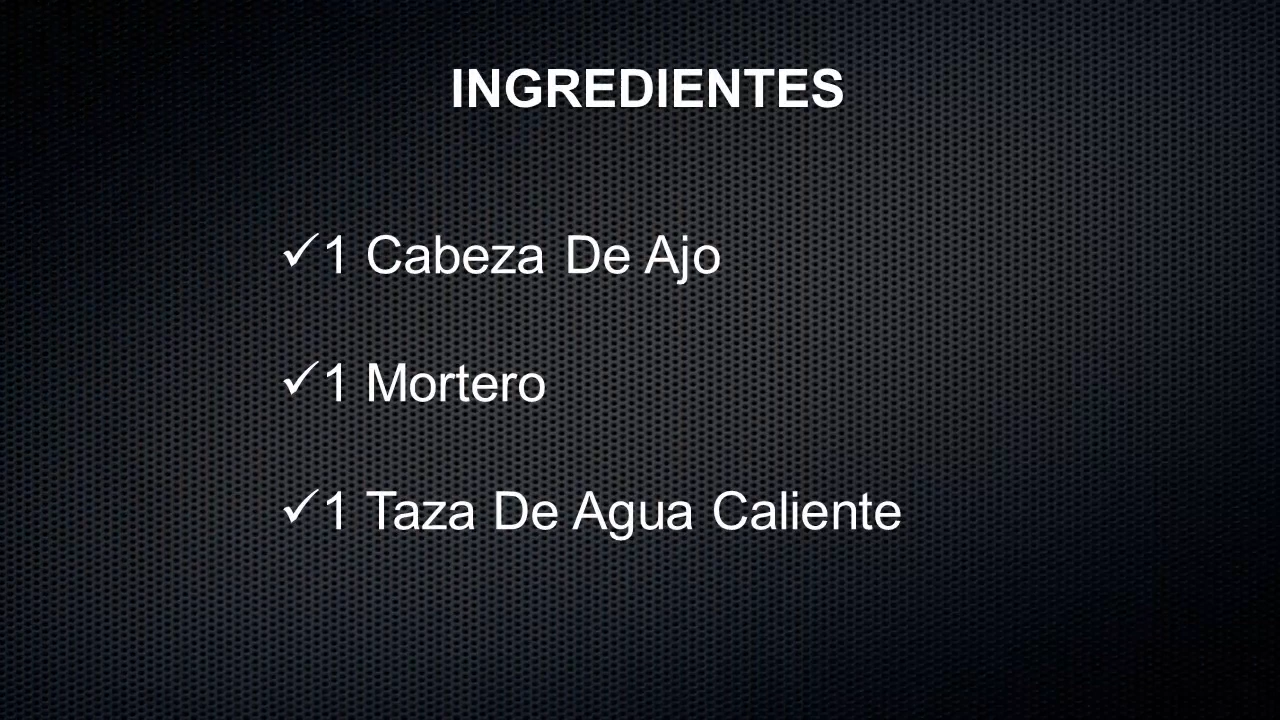 INGREDIENTES
✓1 Cabeza De Ajo
✓1 Mortero
✓1 Taza De Agua Caliente